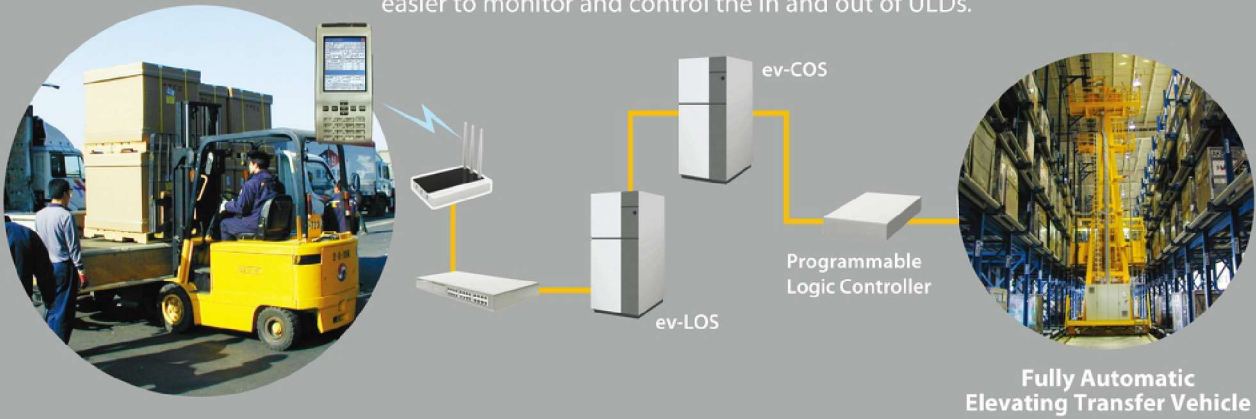 easier to monitor and control the in and out of ULDs.
ev-COS
Programmable
Logic Controller
ev-LOS
Fully Automatic
Elevating Transfer Vehicle